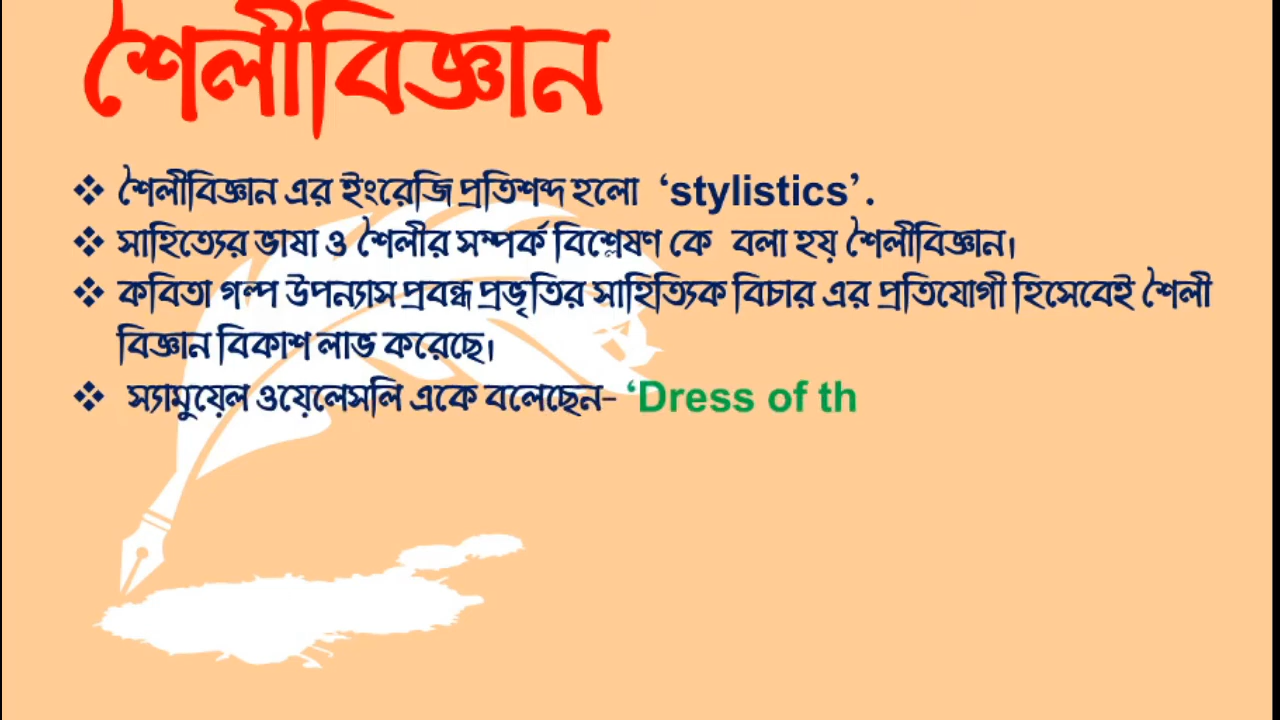 শৈলীবিজ্ঞান
❖ শৈলীবিজ্ঞান এর ইংরেজি প্রতিশব্দ হলো ‘stylistics’.
❖ সাহিত্যের ভাষা ও শৈলীর সম্পর্ক বিশ্লেষণ কে বলা হয় শৈলীবিজ্ঞান।
❖ কবিতা গল্প উপন্যাস প্রবন্ধ প্রভৃতির সাহিত্যিক বিচার এর প্রতিযোগী হিসেবেই শৈলী
বিজ্ঞান বিকাশ লাভ করেছে।
❖ স্যামুয়েল ওয়েলেসলি একে বলেছেন- ‘Dress of th